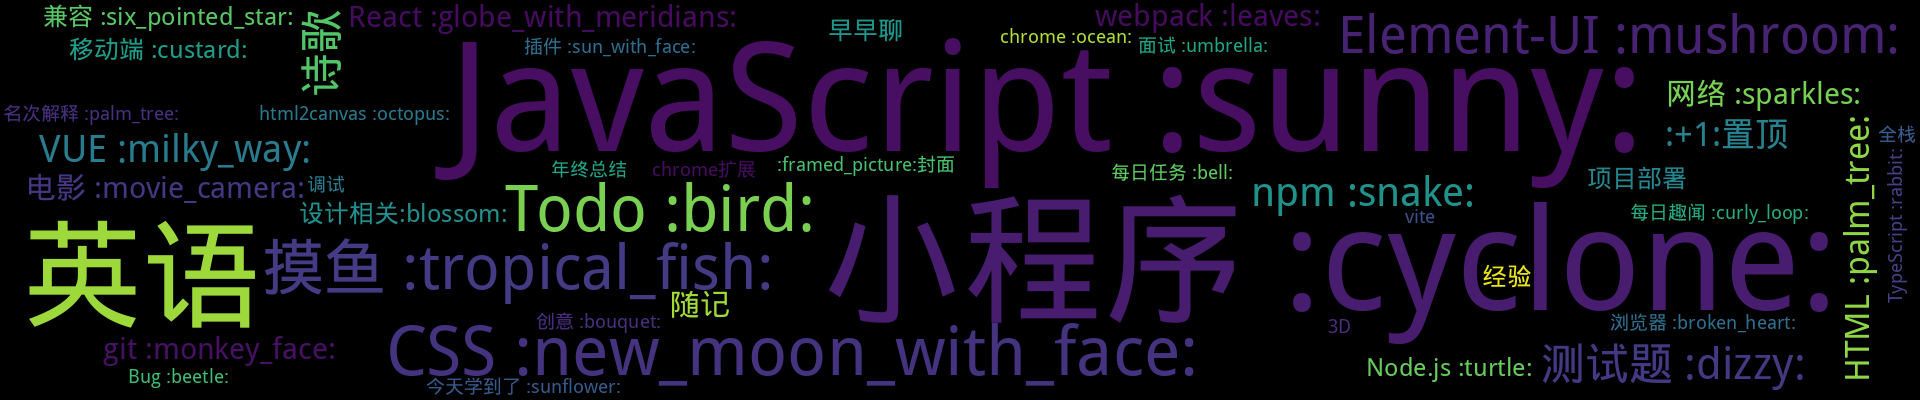 兼容 :six_pointed_star:
React :globe_with_meridians:
webpack :leaves:
Element-UI :mushroom:
早早聊
chrome :ocean:
面试 :umbrella:
移动端 :custard:
诗歌
插件 :sun_with_face:
JavaScript :sunny:
网络 :sparkles:
名次解释 :palm_tree:
html2canvas :octopus:
:+1:置顶
全栈
VUE :milky_way:
年终总结
chrome扩展
:framed_picture:封面
每日任务 :bell:
项目部署
HTML :palm_tree:
TypeScript :rabbit:
电影 :movie_camera:
调试
设计相关:blossom:
Todo :bird:
npm :snake:
vite
每日趣闻 :curly_loop:
英语
摸鱼 :tropical_fish:
小程序 :cyclone:
经验
随记
创意 :bouquet:
3D
浏览器 :broken_heart:
git :monkey_face:
CSS :new_moon_with_face:
Node.js :turtle:
测试题 :dizzy:
Bug :beetle:
今天学到了 :sunflower: